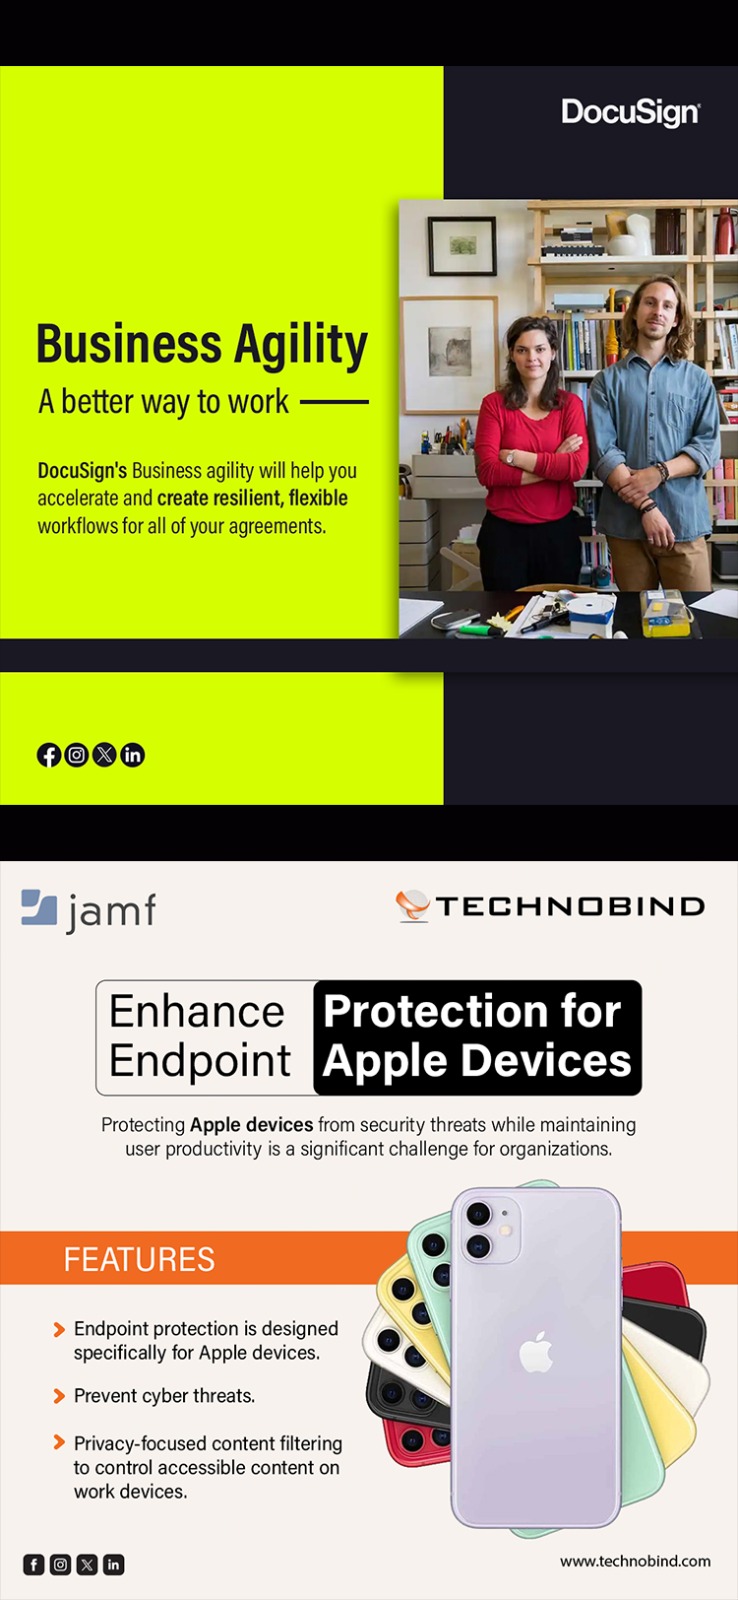 DocuSign
Business Agility
A better way to work
DocuSign's Business agility will help you
accelerate and create resilient, flexible
workflows for all of your agreements.
jamf
TECHNOBIND
Enhance
Endpoint
Protection for
Apple Devices
Protecting Apple devices from security threats while maintaining
user productivity is a significant challenge for organizations.
FEATURES
Endpoint protection is designed
specifically for Apple devices.
Prevent cyber threats.
Privacy-focused content filtering
to control accessible content on
work devices.
www.technobind.com